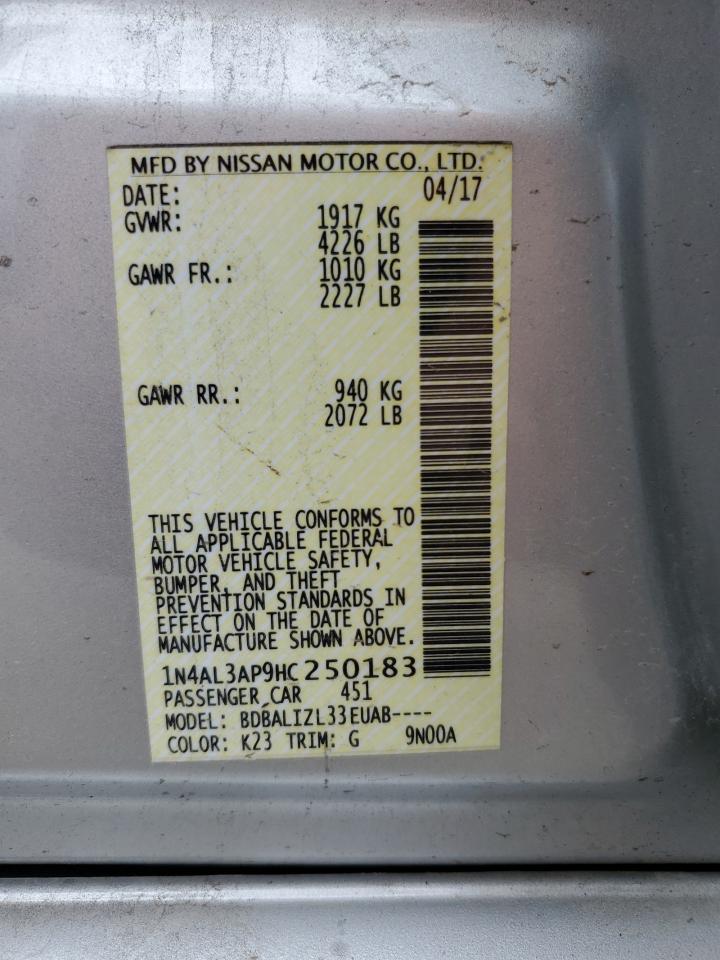 MFD BY NISSAN MOTOR CO., LTD.
DATE: 04/17
GVWR: 1917 KG
4226 LB
GAWR FR.: 1010 KG
2227 LB
GAWR RR.: 940 KG
2072 LB
THIS VEHICLE CONFORMS TO
ALL APPLICABLE FEDERAL
MOTOR VEHICLE SAFETY,
BUMPER, AND THEFT
PREVENTION STANDARDS IN
EFFECT ON THE DATE OF
MANUFACTURE SHOWN ABOVE.
1N4AL3AP9HC250183
PASSENGER CAR 451
MODEL: BDBALIZL33EUAB----
COLOR: K23 TRIM: G 9N00A